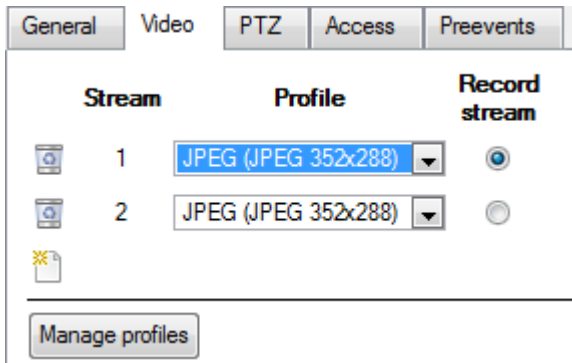 General Video PTZ Access Preevents
Stream Profile Record stream
1 JPEG (JPEG 352x288)
2 JPEG (JPEG 352x288)
Manage profiles